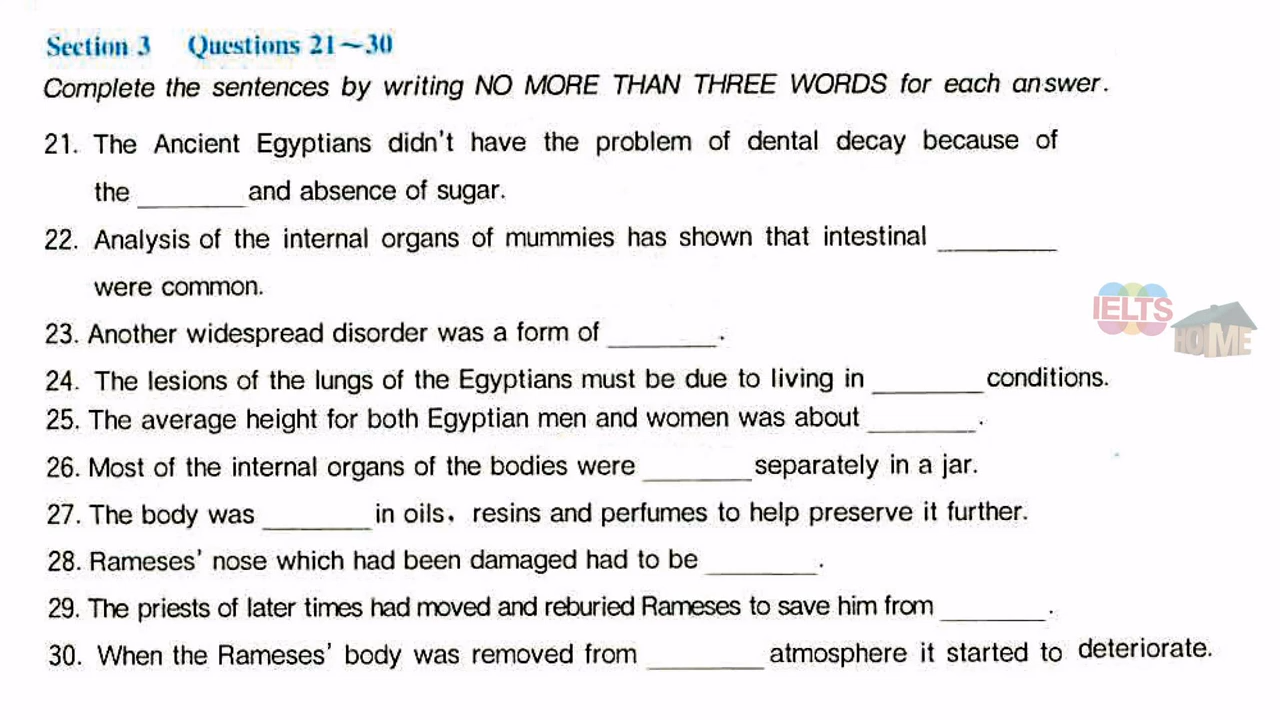 Section 3 Questions 21~30
Complete the sentences by writing NO MORE THAN THREE WORDS for each answer.
21. The Ancient Egyptians didn't have the problem of dental decay because of
the ________ and absence of sugar.
22. Analysis of the internal organs of mummies has shown that intestinal ________
were common.
23. Another widespread disorder was a form of ________.
IELTS
HOME
24. The lesions of the lungs of the Egyptians must be due to living in ________ conditions.
25. The average height for both Egyptian men and women was about ________.
26. Most of the internal organs of the bodies were ________ separately in a jar.
27. The body was ________ in oils, resins and perfumes to help preserve it further.
28. Rameses' nose which had been damaged had to be ________.
29. The priests of later times had moved and reburied Rameses to save him from ________.
30. When the Rameses' body was removed from ________ atmosphere it started to deteriorate.